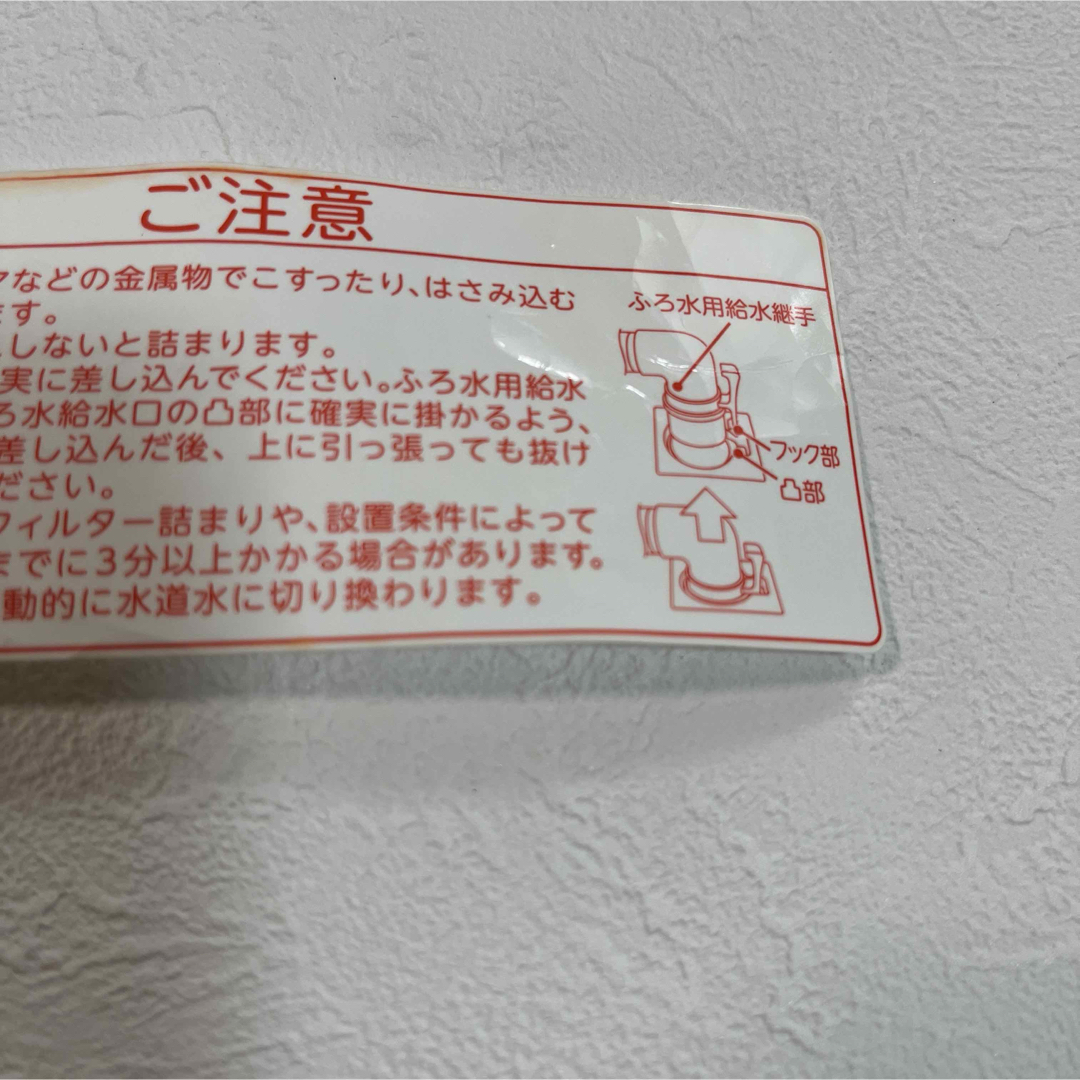 ご注意
などの金属物でこすったり、はさみ込む
ます。
しないと詰まります。
実に差し込んでください。ふろ水用給水
ろ水給水口の凸部に確実に掛かるよう、
差し込んだ後、上に引っ張っても抜け
ださい。
フィルター詰まりや、設置条件によって
までに3分以上かかる場合があります。
動的に水道水に切り換わります。
ふろ水用給水継手
フック部
凸部